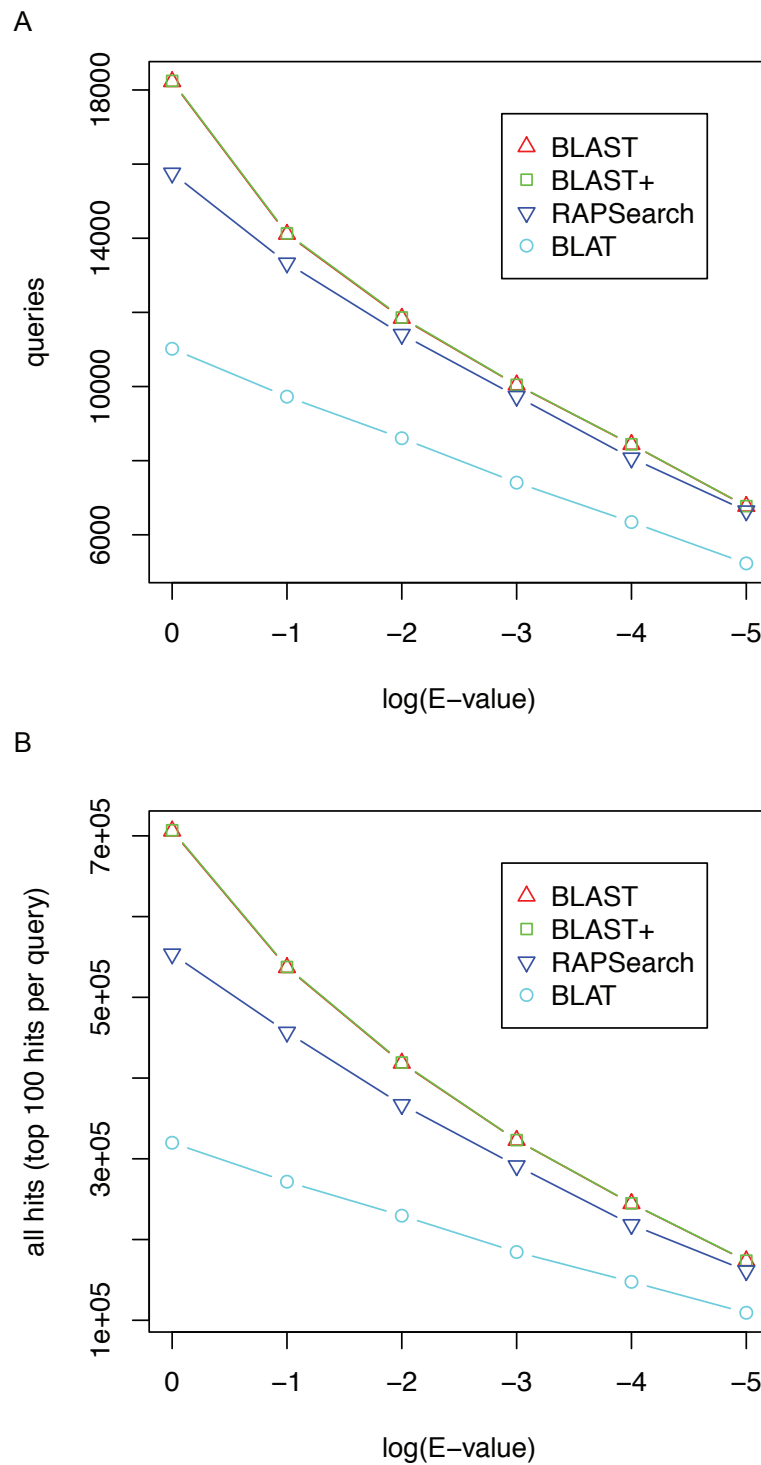 A
18000
14000
10000
6000
queries
BLAST
BLAST+
RAPSearch
BLAT
0 −1 −2 −3 −4 −5
log(E−value)
B
7e+05
5e+05
3e+05
1e+05
all hits (top 100 hits per query)
BLAST
BLAST+
RAPSearch
BLAT
0 −1 −2 −3 −4 −5
log(E−value)